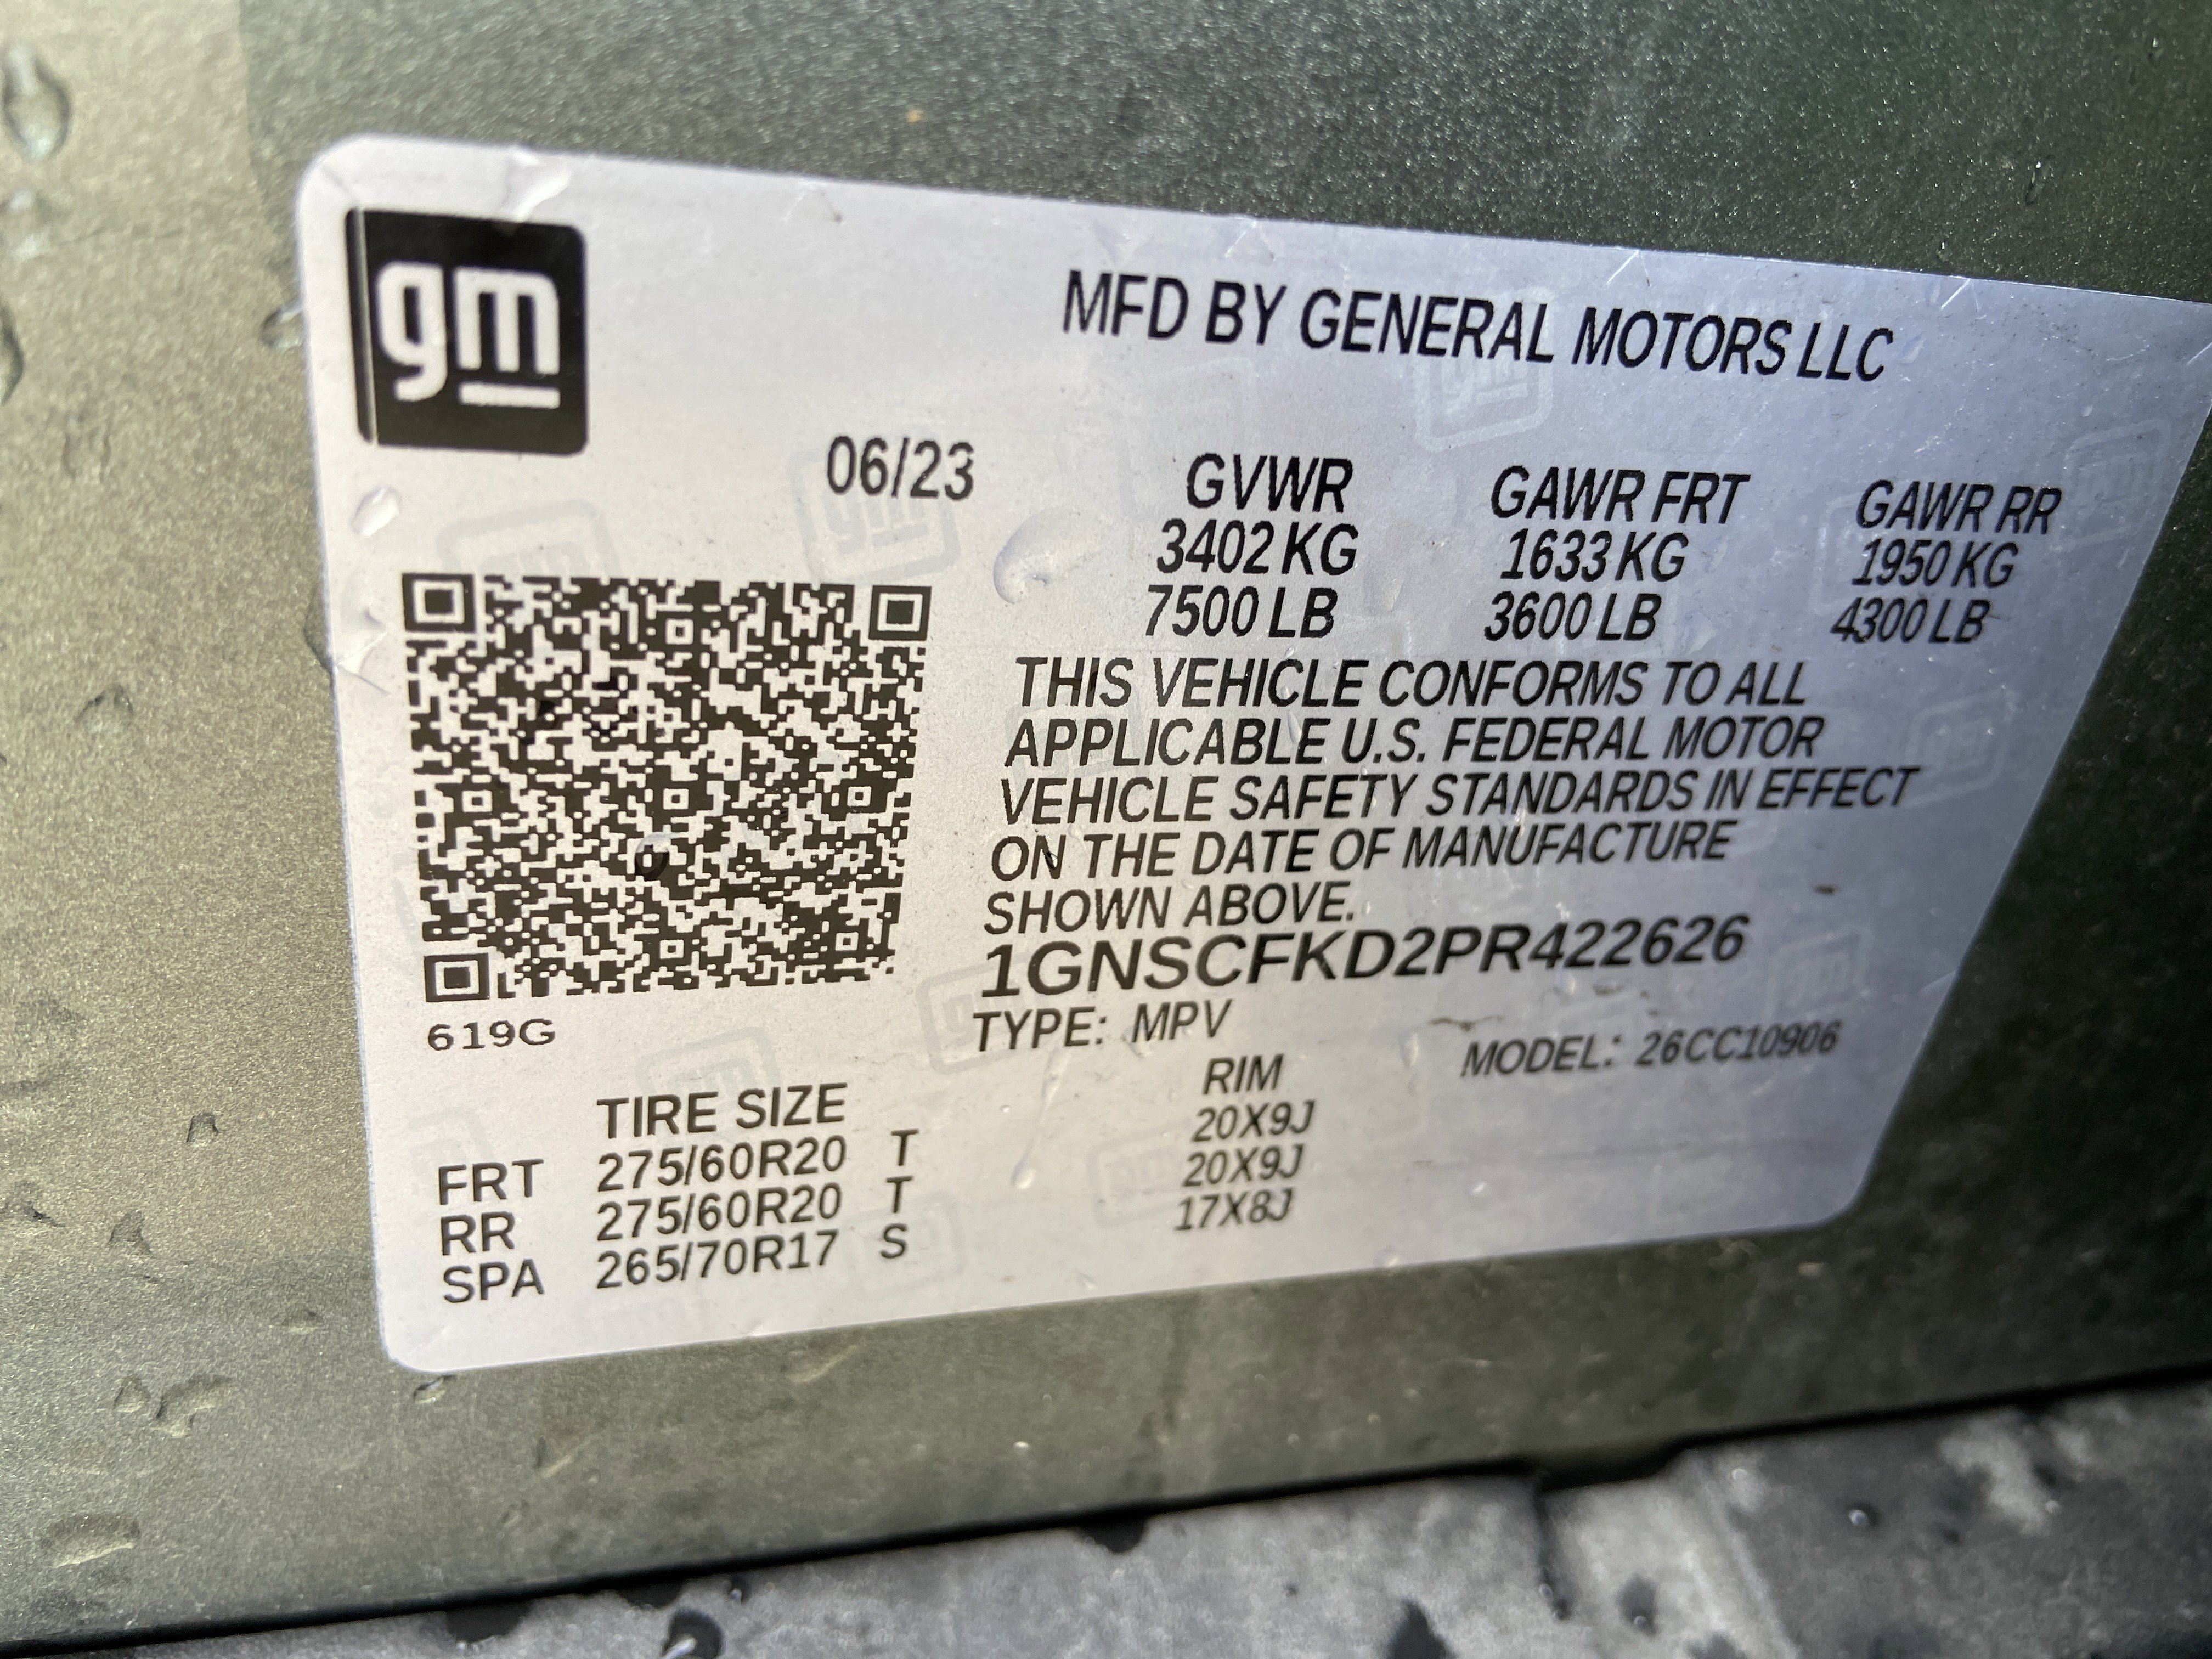 gm
MFD BY GENERAL MOTORS LLC
06/23 GVWR GAWR FRT GAWR RR
3402 KG 1633 KG 1950 KG
7500 LB 3600 LB 4300 LB
THIS VEHICLE CONFORMS TO ALL
APPLICABLE U.S. FEDERAL MOTOR
VEHICLE SAFETY STANDARDS IN EFFECT
ON THE DATE OF MANUFACTURE
SHOWN ABOVE.
1GNSCFKD2PR422626
619G TYPE: MPV MODEL: 26CC10906
TIRE SIZE RIM
FRT 275/60R20 T 20X9J
RR 275/60R20 T 20X9J
SPA 265/70R17 S 17X8J